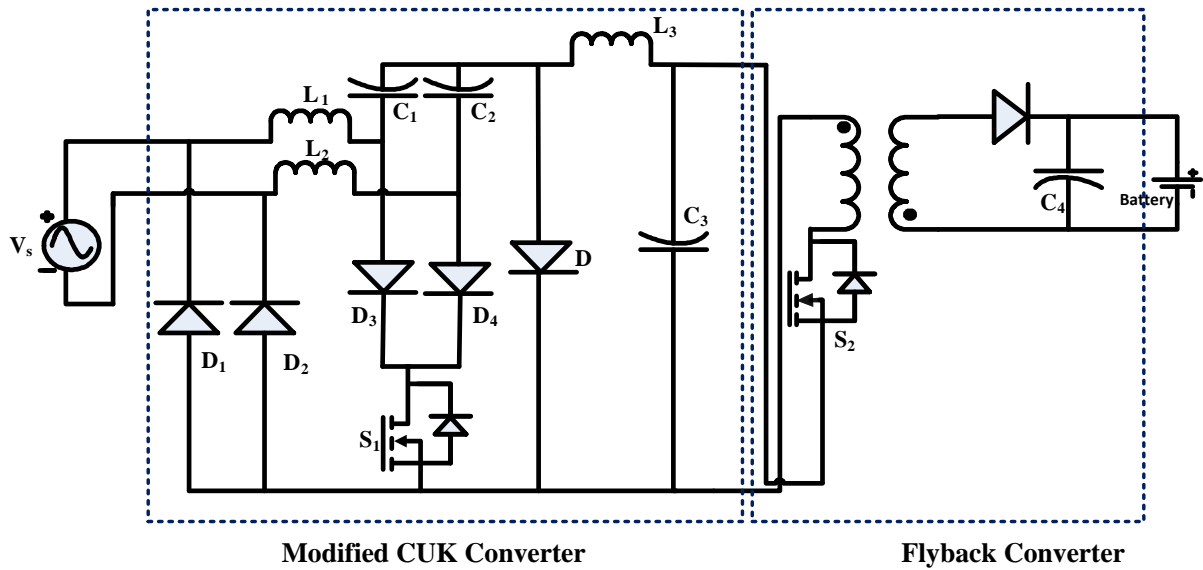 L₃
C₁
C₂
L₁
L₂
Vₛ
D₁
D₂
D₃
D₄
D
S₁
C₃
S₂
C₄
Battery
Modified CUK Converter
Flyback Converter